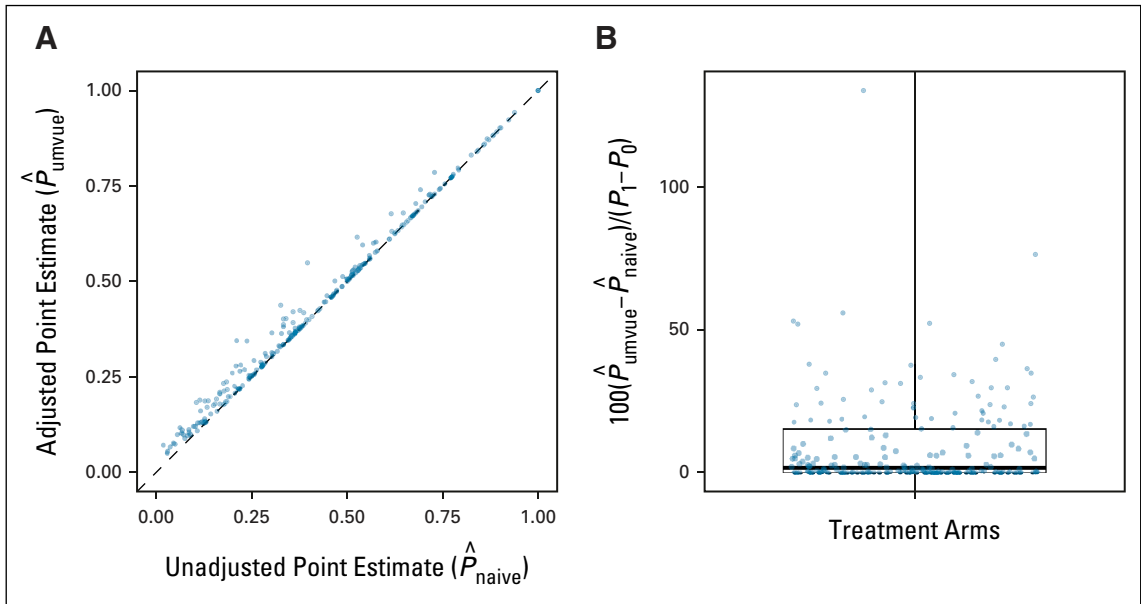 A
Adjusted Point Estimate (P̂umvue)
1.00
0.75
0.50
0.25
0.00
0.00 0.25 0.50 0.75 1.00
Unadjusted Point Estimate (P̂naive)
B
100(P̂umvue–P̂naive)/(P1–P0)
100
50
0
Treatment Arms